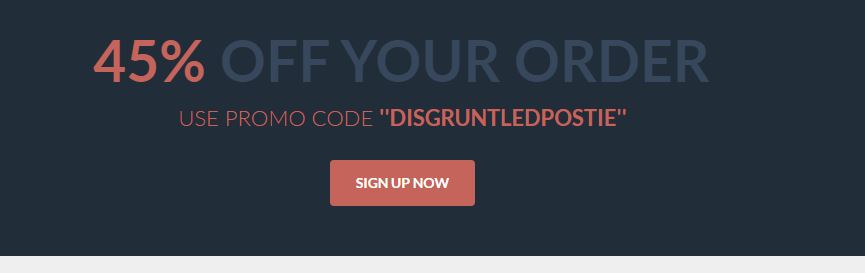 45% OFF YOUR ORDER
USE PROMO CODE "DISGRUNTLEDPOSTIE"
SIGN UP NOW